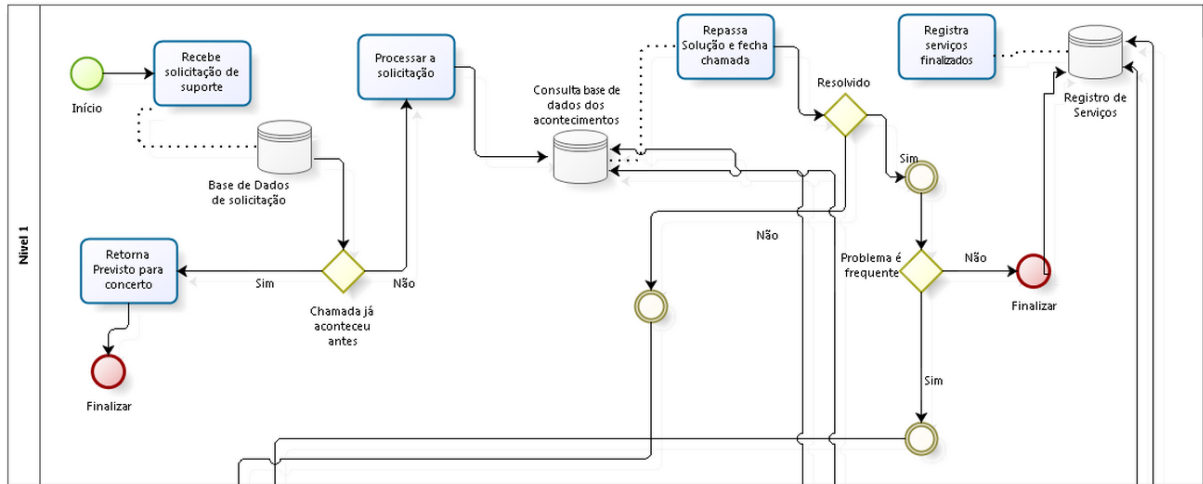 Nivel 1
Início
Recebe
solicitação de
suporte
Base de Dados
de solicitação
Processar a
solicitação
Consulta base de
dados dos
acontecimentos
Repassa
Solução e fecha
chamada
Resolvido
Registra
serviços
finalizados
Registro de
Serviços
Sim
Não
Retorna
Previsto para
concerto
Sim
Não
Chamada já
aconteceu
antes
Problema é
frequente
Não
Finalizar
Sim
Finalizar